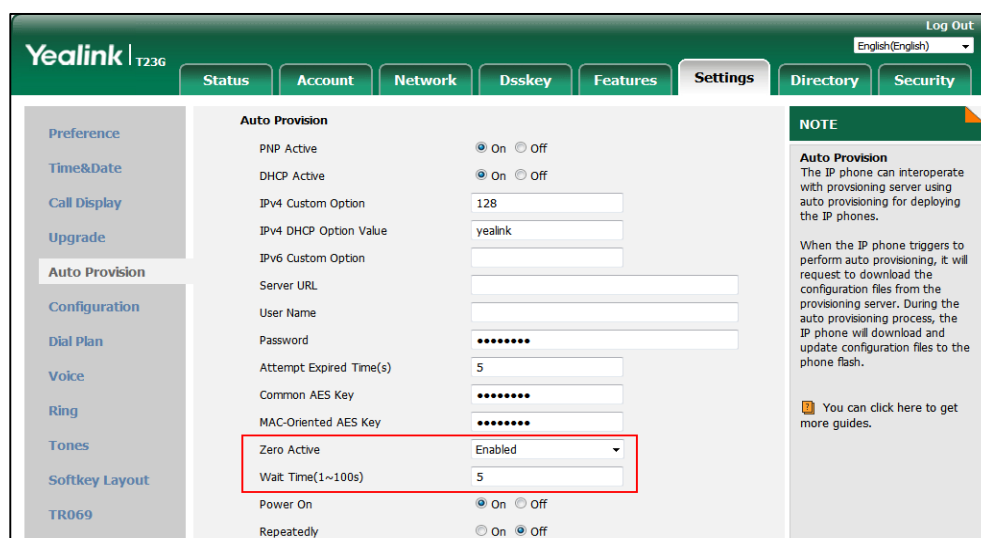 Log Out
Yealink T23G
English(English)
Status Account Network Dsskey Features Settings Directory Security
Preference
Time&Date
Call Display
Upgrade
Auto Provision
Configuration
Dial Plan
Voice
Ring
Tones
Softkey Layout
TR069
Auto Provision
PNP Active On Off
DHCP Active On Off
IPv4 Custom Option 128
IPv4 DHCP Option Value yealink
IPv6 Custom Option
Server URL
User Name
Password ••••••••
Attempt Expired Time(s) 5
Common AES Key ••••••••
MAC-Oriented AES Key ••••••••
Zero Active Enabled
Wait Time(1~100s) 5
Power On On Off
Repeatedly On Off
NOTE
Auto Provision
The IP phone can interoperate
with provisioning server using
auto provisioning for deploying
the IP phones.
When the IP phone triggers to
perform auto provisioning, it will
request to download the
configuration files from the
provisioning server. During the
auto provisioning process, the
IP phone will download and
update configuration files to the
phone flash.
? You can click here to get
more guides.